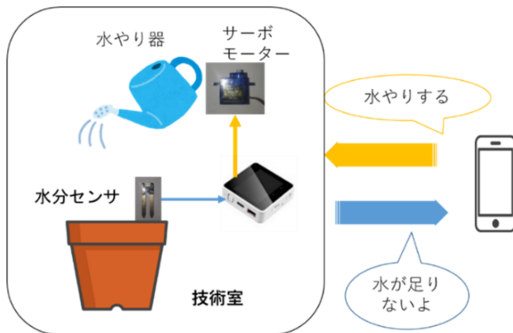 水やり器
サーボ
モーター
水やりする
水分センサ
技術室
水が足り
ないよ